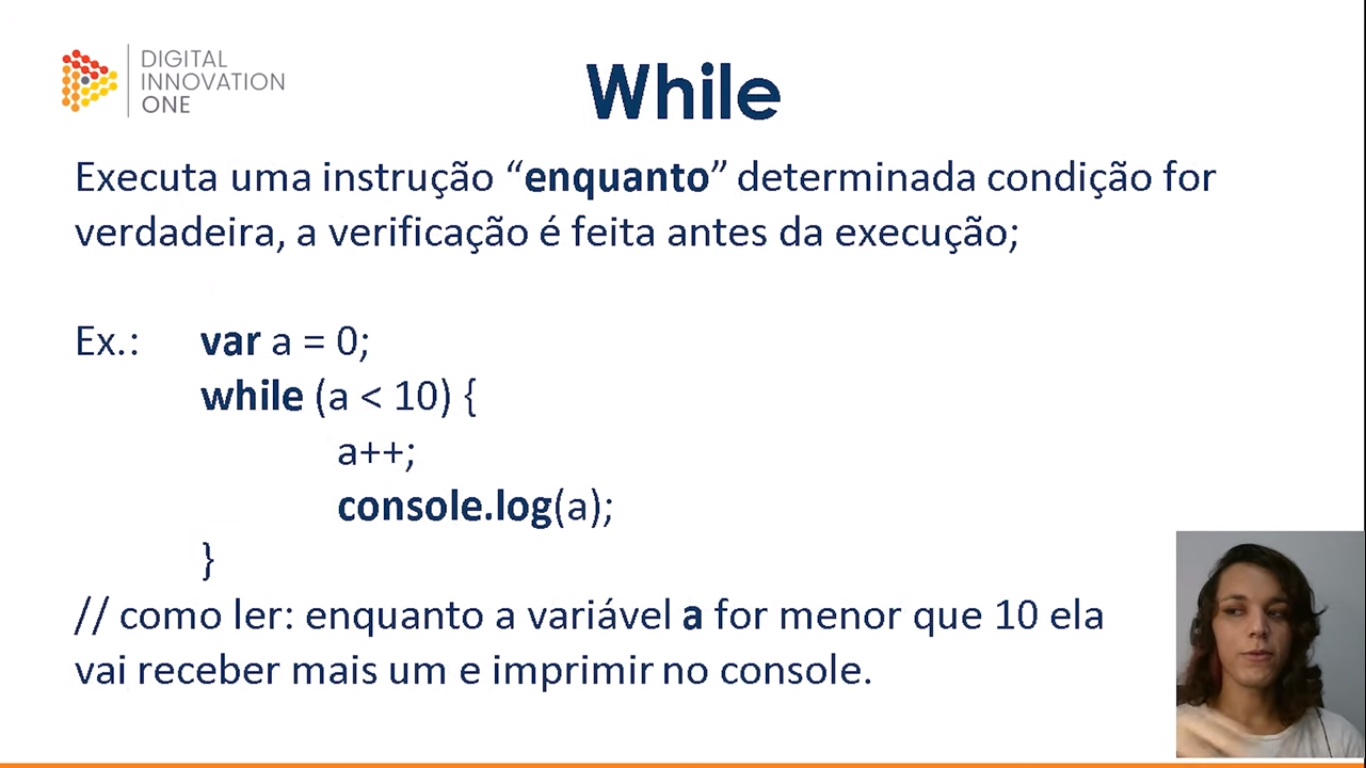 DIGITAL
INNOVATION
ONE
While
Executa uma instrução “enquanto” determinada condição for
verdadeira, a verificação é feita antes da execução;
Ex.: var a = 0;
while (a < 10) {
a++;
console.log(a);
}
// como ler: enquanto a variável a for menor que 10 ela
vai receber mais um e imprimir no console.